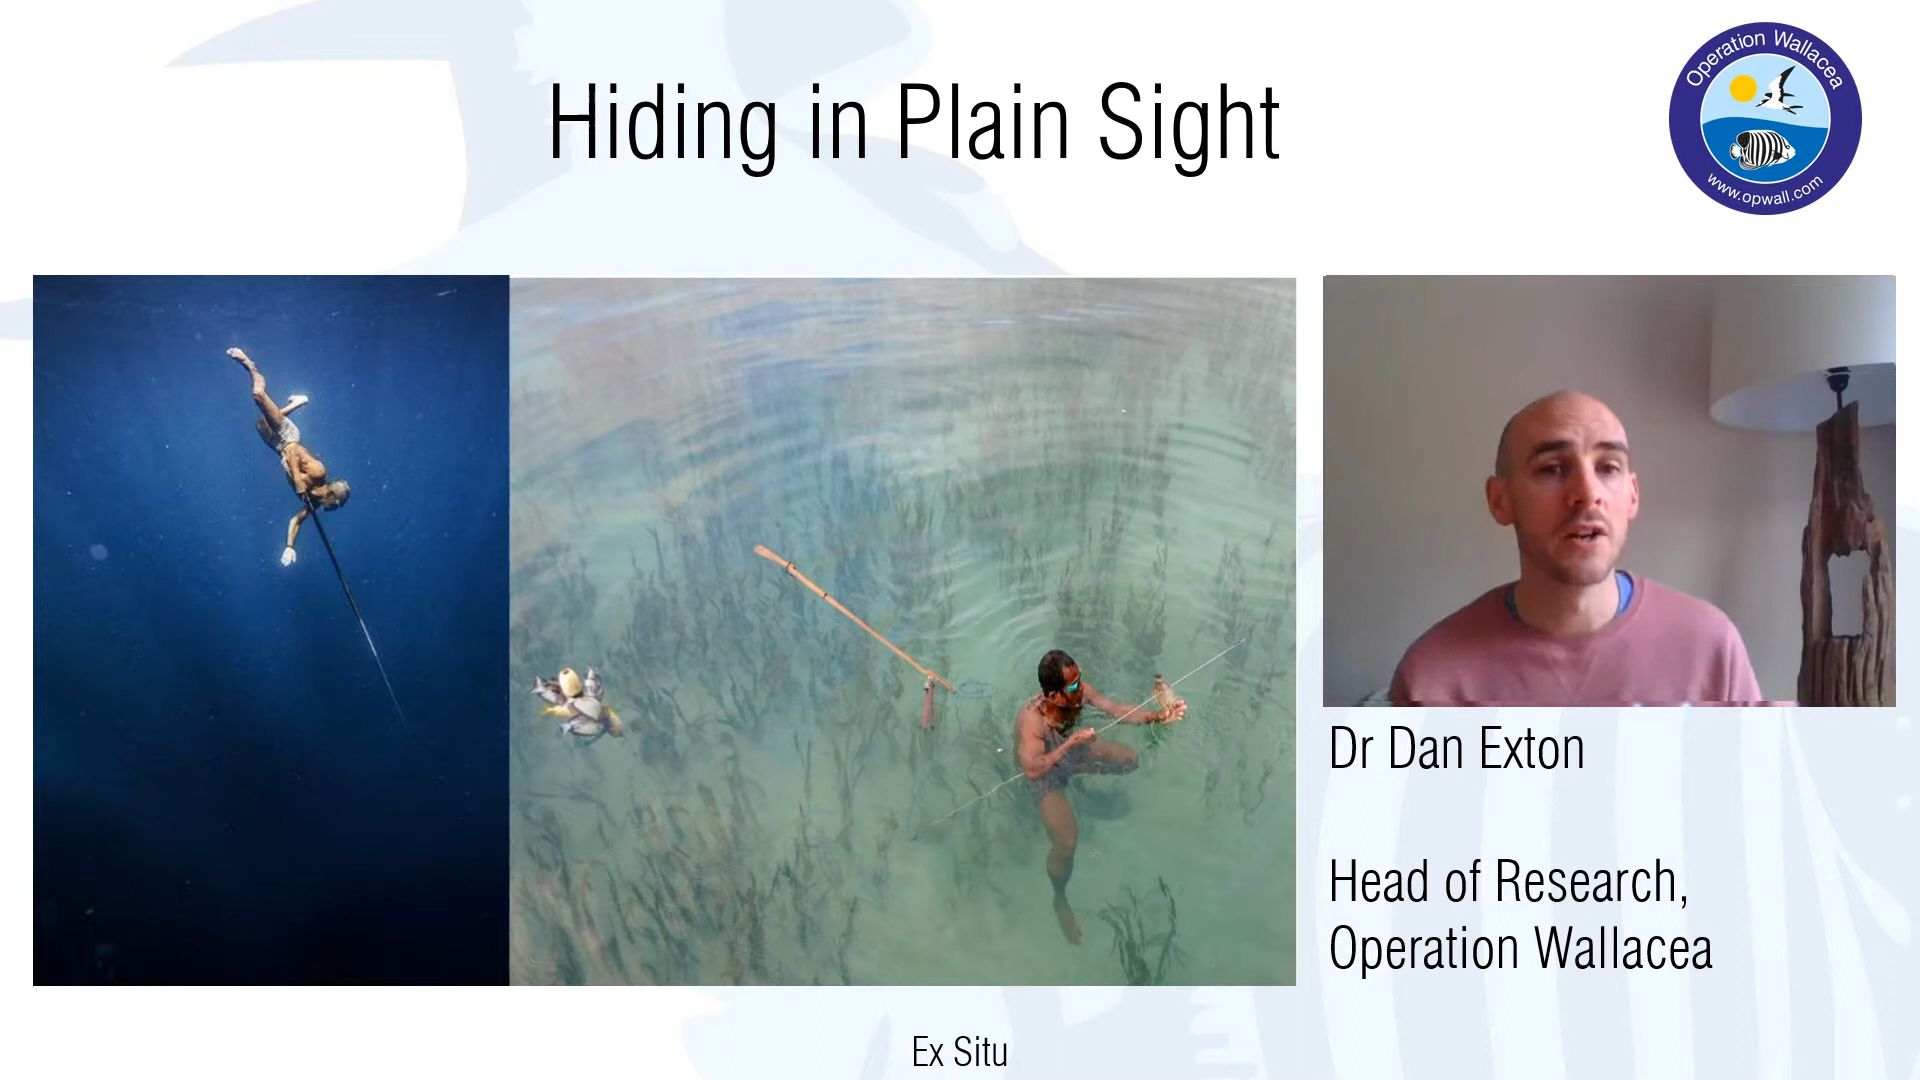 Hiding in Plain Sight
Operation Wallacea
www.opwall.com
Dr Dan Exton
Head of Research,
Operation Wallacea
Ex Situ